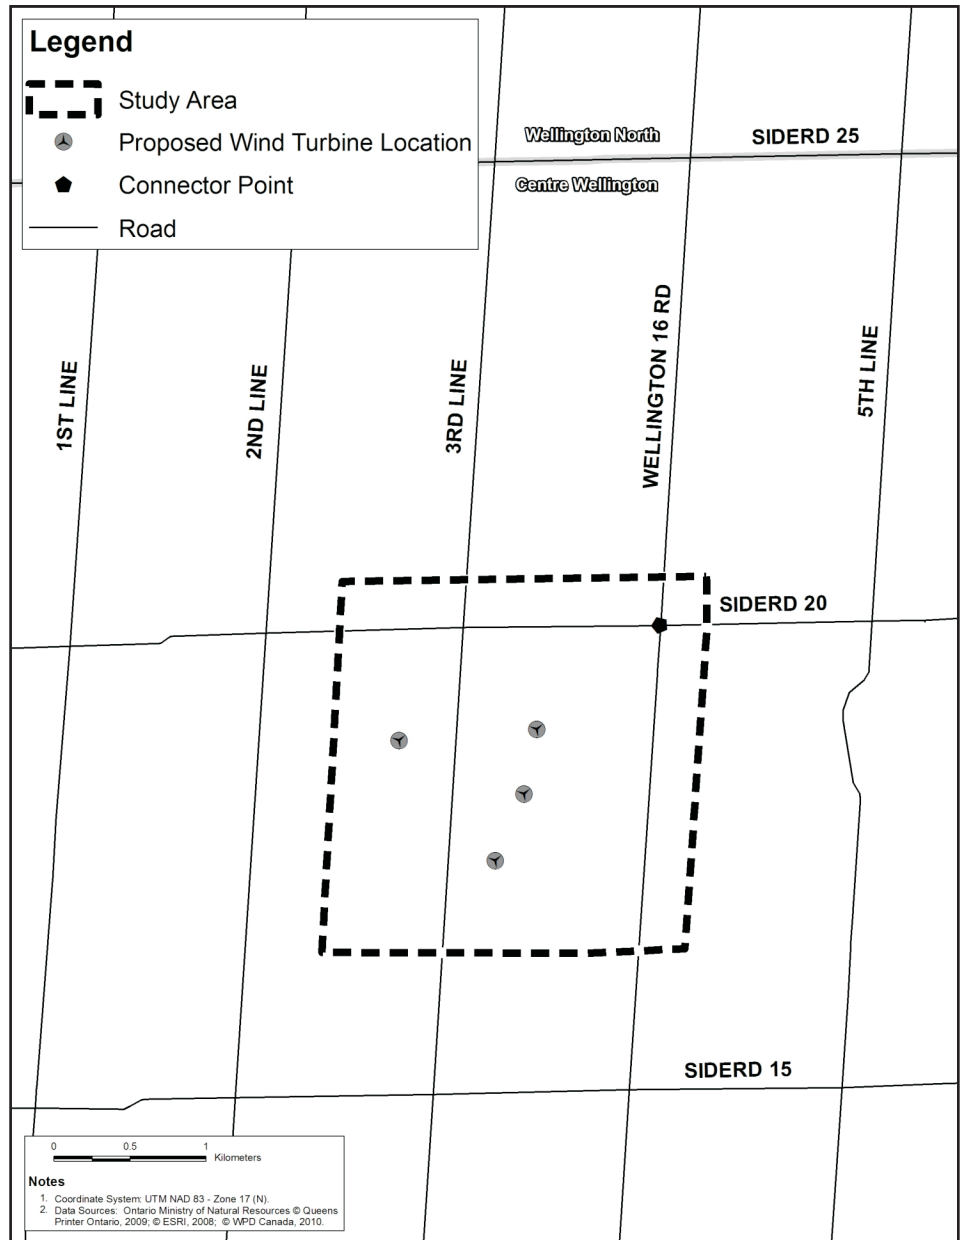 Legend
Study Area
Proposed Wind Turbine Location
Connector Point
Road
Wellington North
SIDERD 25
Centre Wellington
1ST LINE
2ND LINE
3RD LINE
WELLINGTON 16 RD
5TH LINE
SIDERD 20
SIDERD 15
0 0.5 1
Kilometers
Notes
1. Coordinate System: UTM NAD 83 - Zone 17 (N).
2. Data Sources: Ontario Ministry of Natural Resources © Queens
Printer Ontario, 2009; © ESRI, 2008; © WPD Canada, 2010.